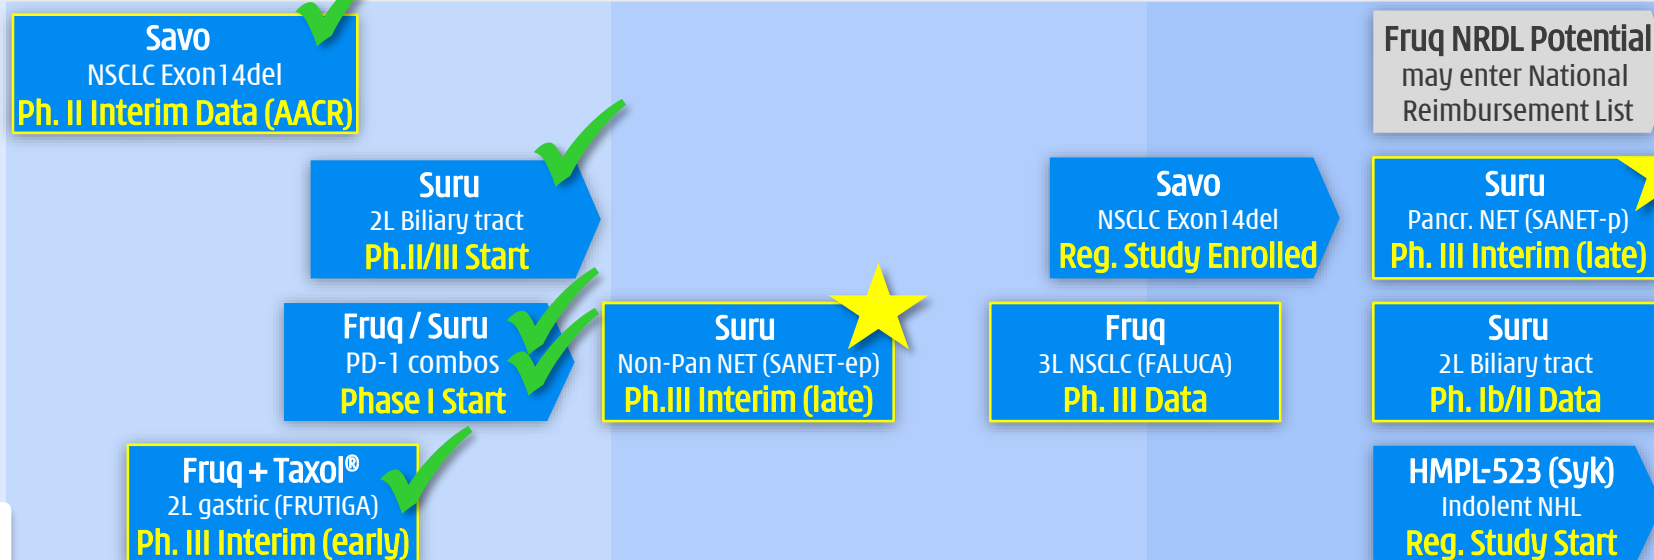 Savo
NSCLC Exon14del
Ph. II Interim Data (AACR)
Fruq NRDL Potential
may enter National
Reimbursement List
Suru
2L Biliary tract
Ph.II/III Start
Savo
NSCLC Exon14del
Reg. Study Enrolled
Suru
Pancr. NET (SANET-p)
Ph. III Interim (late)
Fruq / Suru
PD-1 combos
Phase I Start
Suru
Non-Pan NET (SANET-ep)
Ph.III Interim (late)
Fruq
3L NSCLC (FALUCA)
Ph. III Data
Suru
2L Biliary tract
Ph. Ib/II Data
Fruq + Taxol®
2L gastric (FRUTIGA)
Ph. III Interim (early)
HMPL-523 (Syk)
Indolent NHL
Reg. Study Start